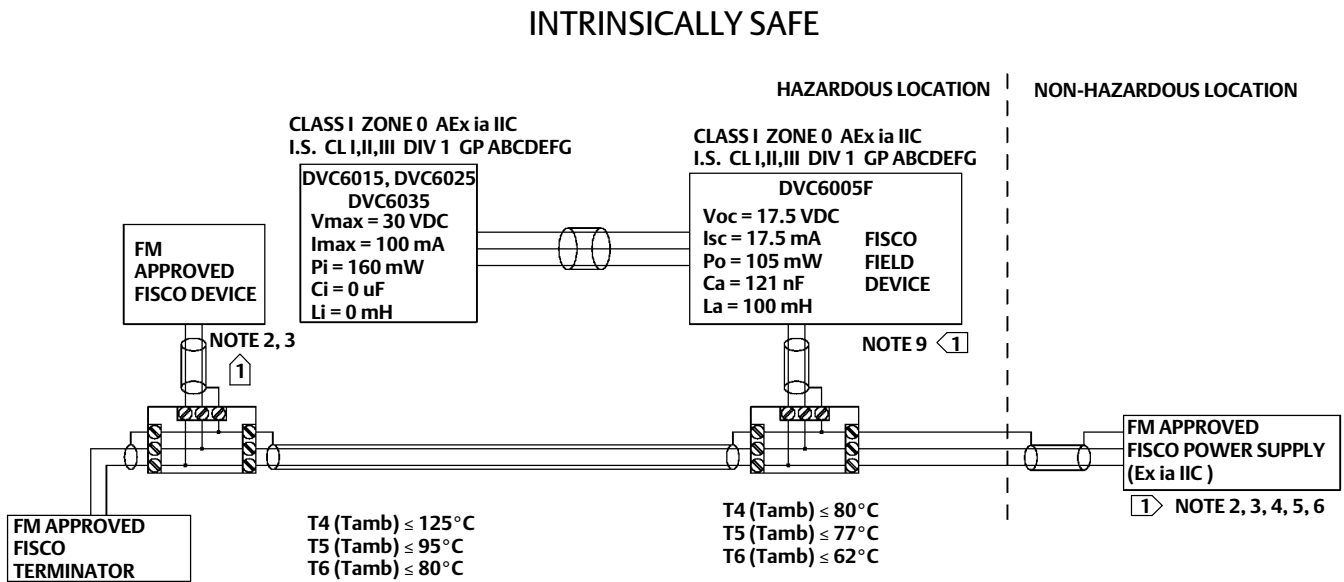 INTRINSICALLY SAFE
HAZARDOUS LOCATION
NON-HAZARDOUS LOCATION
CLASS I ZONE 0 AEx ia IIC
I.S. CL I,II,III DIV 1 GP ABCDEFG
DVC6015, DVC6025
DVC6035
Vmax = 30 VDC
Imax = 100 mA
Pi = 160 mW
Ci = 0 uF
Li = 0 mH
CLASS I ZONE 0 AEx ia IIC
I.S. CL I,II,III DIV 1 GP ABCDEFG
DVC6005F
Voc = 17.5 VDC
Isc = 17.5 mA
Po = 105 mW
Ca = 121 nF
La = 100 mH
FISCO
FIELD
DEVICE
FM
APPROVED
FISCO DEVICE
NOTE 2, 3
1
NOTE 9 1
FM APPROVED
FISCO POWER SUPPLY
(Ex ia IIC )
1 NOTE 2, 3, 4, 5, 6
FM APPROVED
FISCO
TERMINATOR
T4 (Tamb) ≤ 125°C
T5 (Tamb) ≤ 95°C
T6 (Tamb) ≤ 80°C
T4 (Tamb) ≤ 80°C
T5 (Tamb) ≤ 77°C
T6 (Tamb) ≤ 62°C